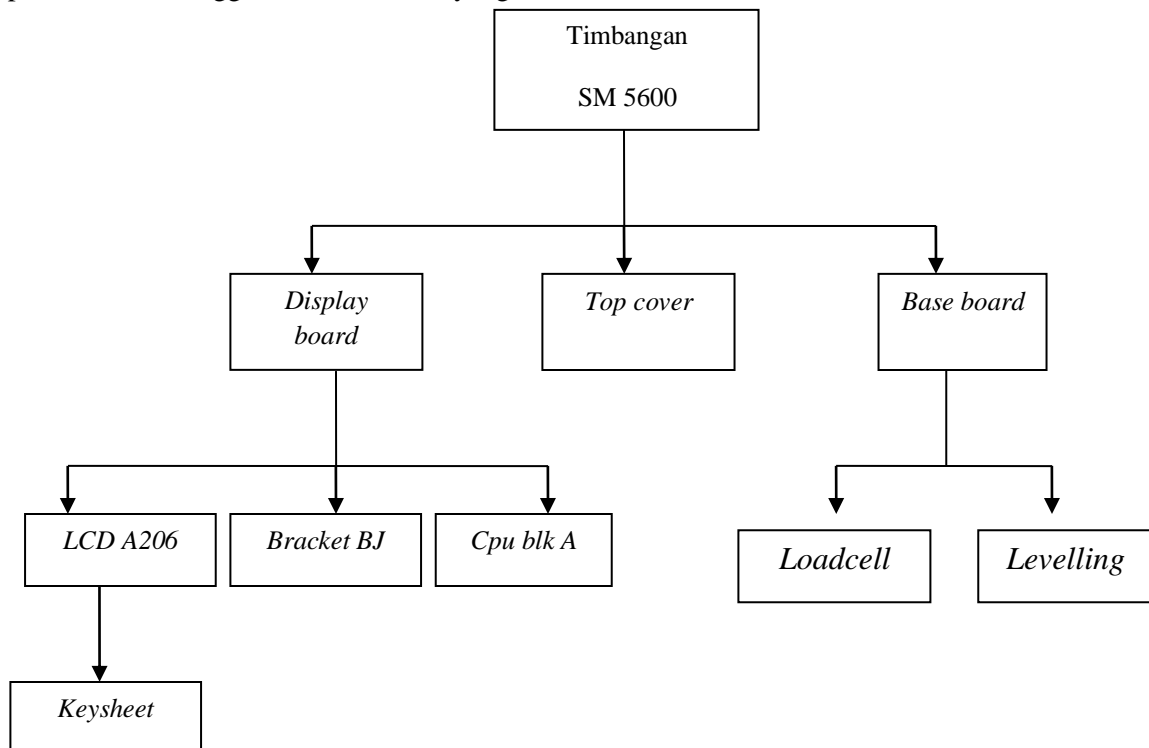 Timbangan
SM 5600
Display
board
Top cover
Base board
LCD A206
Bracket BJ
Cpu blk A
Loadcell
Levelling
Keysheet